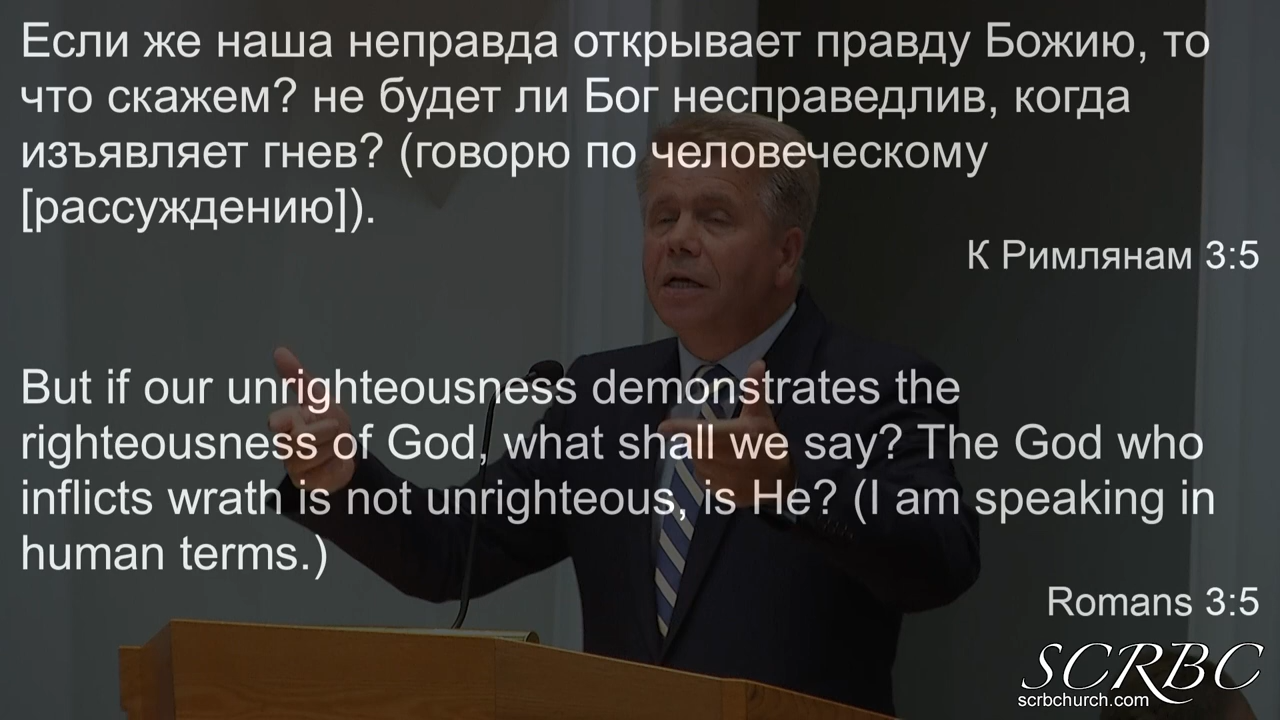 Если же наша неправда открывает правду Божию, то
что скажем? не будет ли Бог несправедлив, когда
изъявляет гнев? (говорю по человеческому
[рассуждению]).
К Римлянам 3:5
But if our unrighteousness demonstrates the
righteousness of God, what shall we say? The God who
inflicts wrath is not unrighteous, is He? (I am speaking in
human terms.)
Romans 3:5
SCRBC
scrbchurch.com